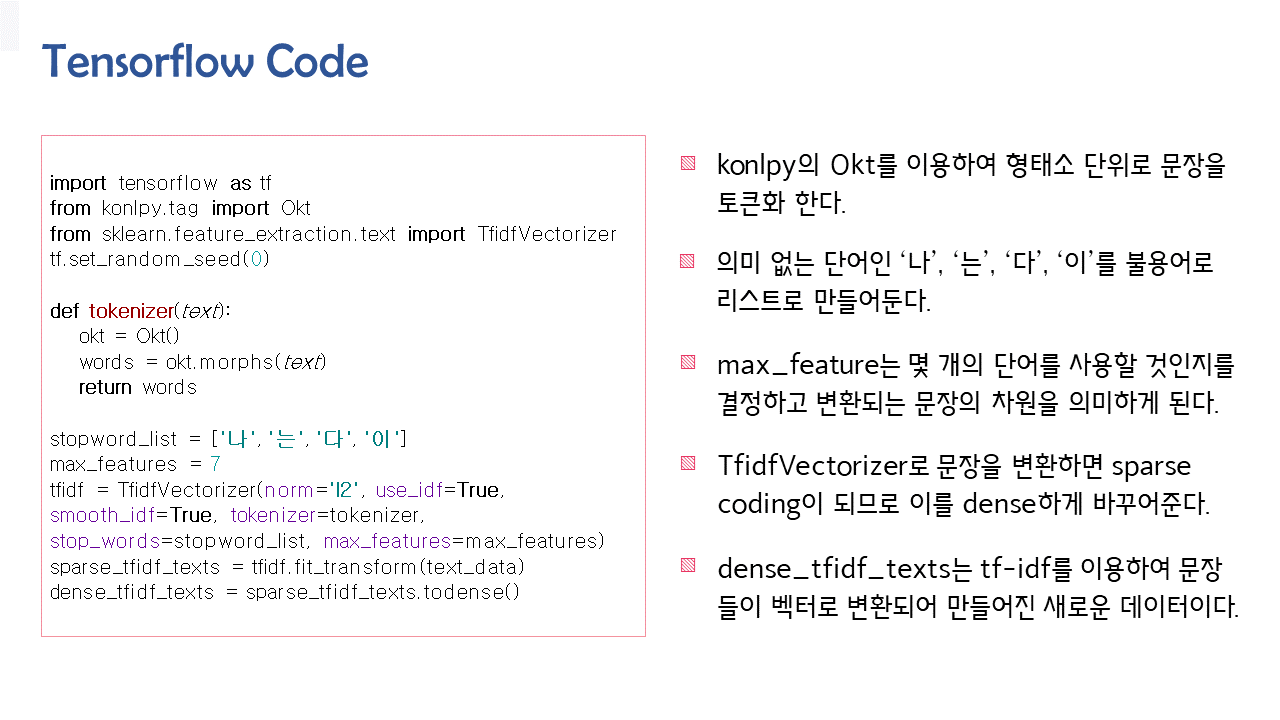 Tensorflow Code
import tensorflow as tf
from konlpy.tag import Okt
from sklearn.feature_extraction.text import TfidfVectorizer
tf.set_random_seed(0)
def tokenizer(text):
okt = Okt()
words = okt.morphs(text)
return words
stopword_list = ['나', '는', '다', '이']
max_features = 7
tfidf = TfidfVectorizer(norm='l2', use_idf=True,
smooth_idf=True, tokenizer=tokenizer,
stop_words=stopword_list, max_features=max_features)
sparse_tfidf_texts = tfidf.fit_transform(text_data)
dense_tfidf_texts = sparse_tfidf_texts.todense()
konlpy의 Okt를 이용하여 형태소 단위로 문장을
토큰화 한다.
의미 없는 단어인 ‘나’, ‘는’, ‘다’, ‘이’를 불용어로
리스트로 만들어둔다.
max_feature는 몇 개의 단어를 사용할 것인지를
결정하고 변환되는 문장의 차원을 의미하게 된다.
TfidfVectorizer로 문장을 변환하면 sparse
coding이 되므로 이를 dense하게 바꾸어준다.
dense_tfidf_texts는 tf-idf를 이용하여 문장
들이 벡터로 변환되어 만들어진 새로운 데이터이다.